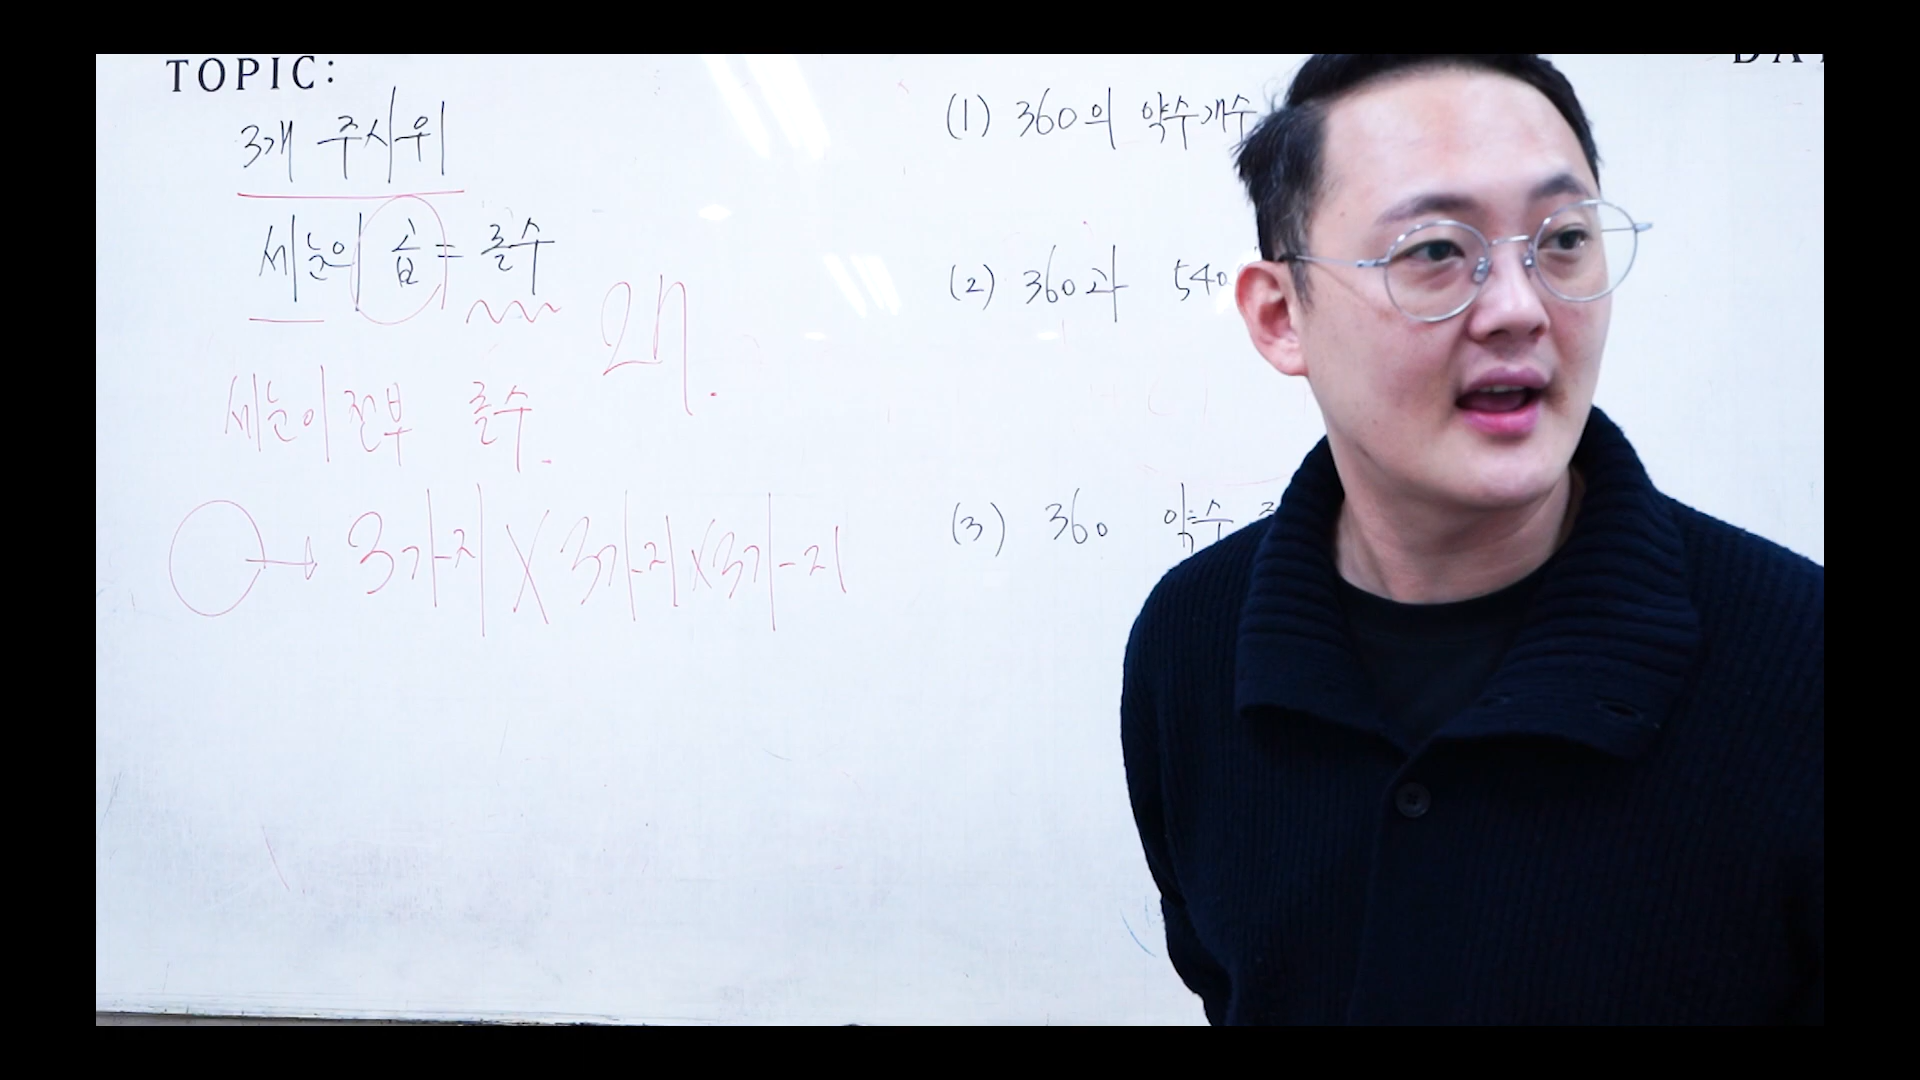 TOPIC:
3개 주사위
세눈의 곱 = 홀수
왜.
세눈이 전부 홀수.
→ 3가지 X 3가지 X 3가지
(1) 360의 약수개수
(2) 360과 540
(3) 360 약수